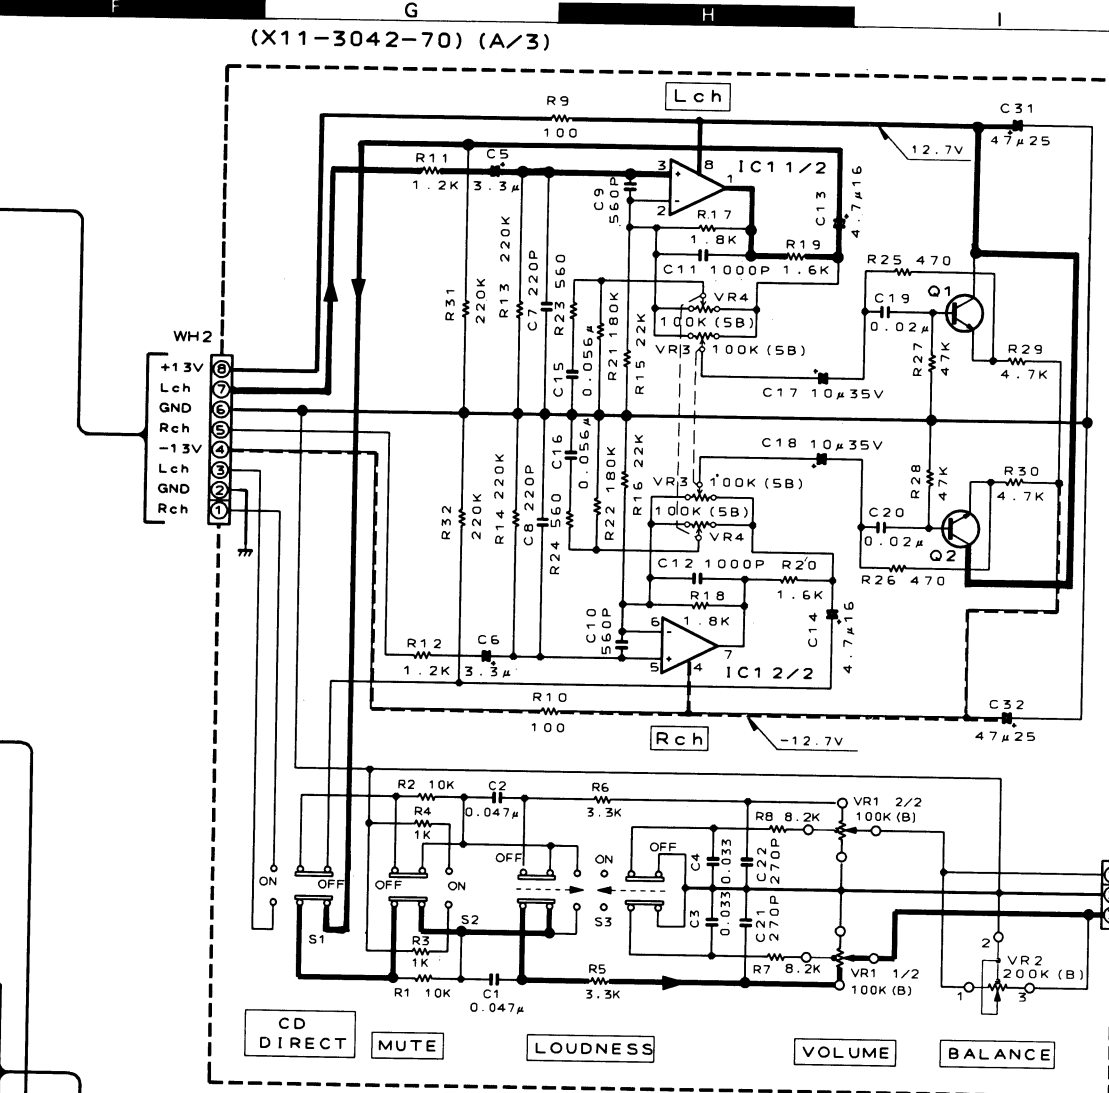 F G H I
(X11-3042-70) (A/3)
Lch
R9
100
C31
47μ25
12.7V
R11
1.2K
C5
3.3μ
C9
560P
3
2
8
1
IC1 1/2
R17
1.8K
C13
4.7μ16
C11 1000P
R19
1.6K
R31
220K
R13 220K
C7 220P
R23 560
C15
0.056μ
R21 180K
R15 22K
VR4
100K (5B)
VR3
100K (5B)
C17 10μ35V
R25 470
C19
0.02μ
Q1
R27
47K
R29
4.7K
WH2
+13V 8
Lch 7
GND 6
Rch 5
-13V 4
Lch 3
GND 2
Rch 1
R32
220K
R14 220K
C8 220P
R24 560
C16
0.056μ
R22 180K
R16 22K
C18 10μ35V
VR3
100K (5B)
100K (5B)
VR4
R28
47K
R30
4.7K
C20
0.02μ
Q2
R26 470
C12 1000P
R20
1.6K
R18
1.8K
C14
4.7μ16
C10
560P
6
5
4
7
IC1 2/2
R12
1.2K
C6
3.3μ
R10
100
Rch
-12.7V
C32
47μ25
R2 10K
C2
0.047μ
R6
3.3K
R4
1K
R8 8.2K
VR1 2/2
100K (B)
ON
OFF
OFF
ON
OFF
ON
OFF
C4
0.033
C22
270P
S1
S2
S3
C3
0.033
C21
270P
R3
1K
R1 10K
C1
0.047μ
R5
3.3K
R7 8.2K
VR1 1/2
100K (B)
2
VR2
200K (B)
1
3
CD
DIRECT
MUTE
LOUDNESS
VOLUME
BALANCE